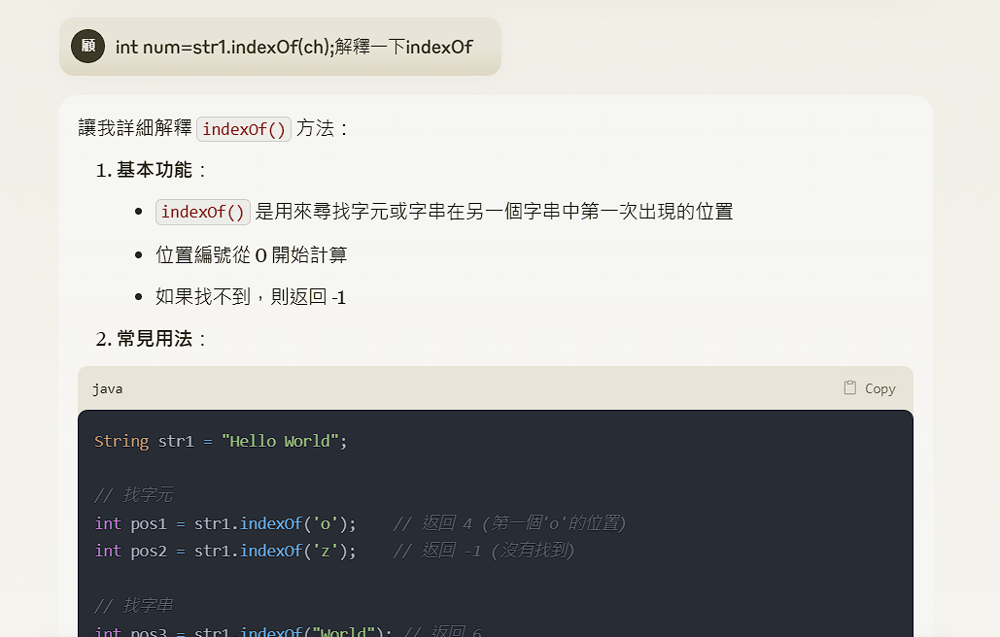 顧 int num=str1.indexOf(ch);解釋一下indexOf
讓我詳細解釋 indexOf() 方法：
1. 基本功能：
• indexOf() 是用來尋找字元或字串在另一個字串中第一次出現的位置
• 位置編號從 0 開始計算
• 如果找不到，則返回 -1
2. 常見用法：
java Copy
String str1 = "Hello World";
// 找字元
int pos1 = str1.indexOf('o');    // 返回 4 (第一個'o'的位置)
int pos2 = str1.indexOf('z');    // 返回 -1 (沒有找到)
// 找字串
int pos3 = str1.indexOf("World"); // 返回 6